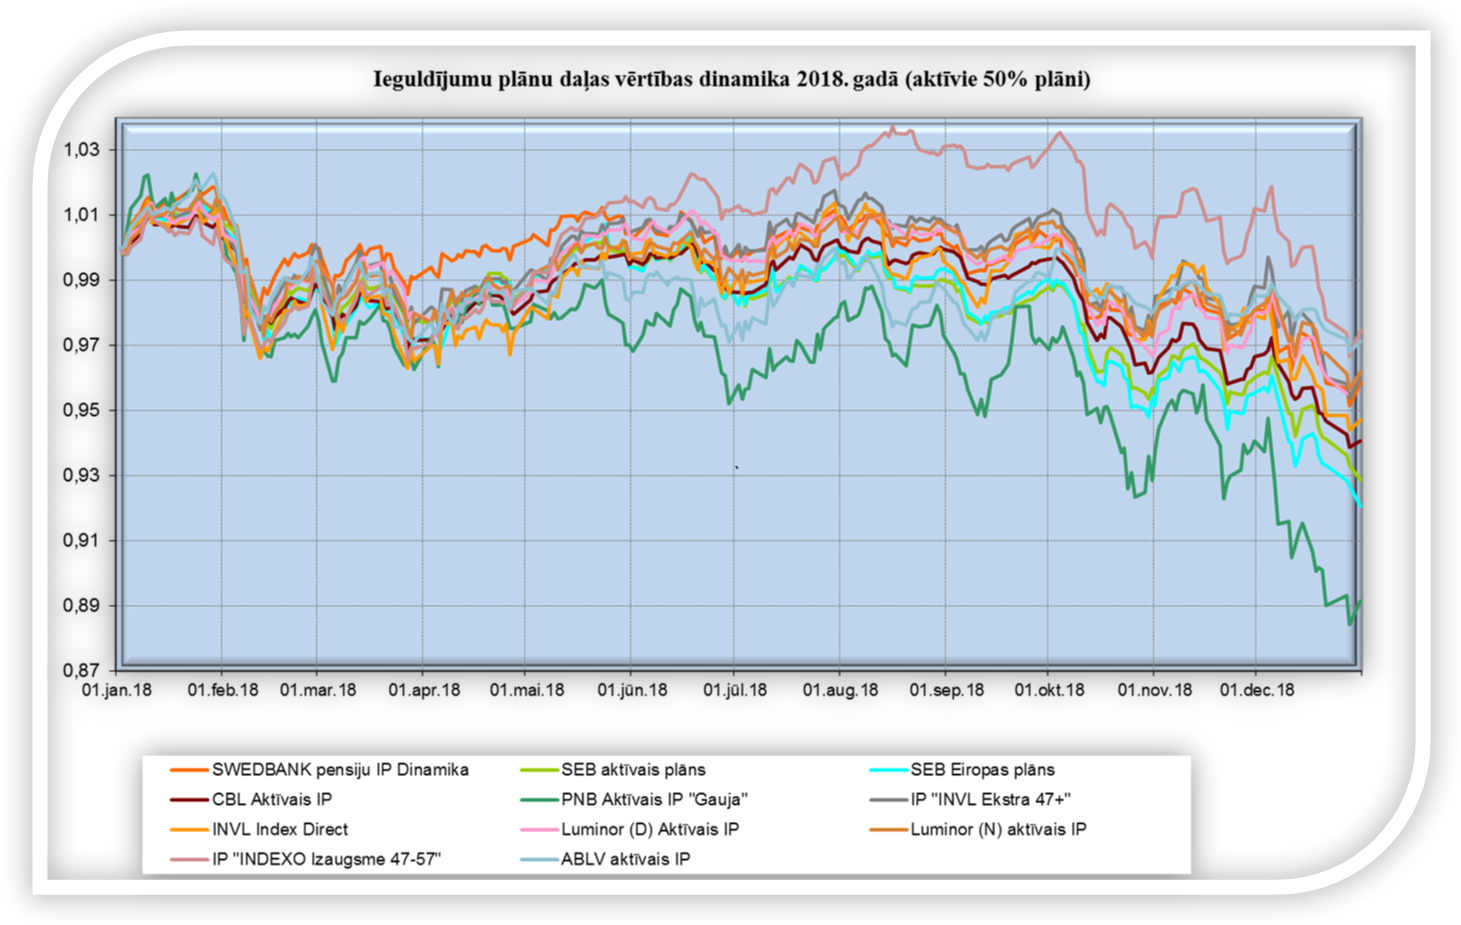 Ieguldījumu plānu daļas vērtības dinamika 2018. gadā (aktīvie 50% plāni)
1,03
1,01
0,99
0,97
0,95
0,93
0,91
0,89
0,87
01.jan.18 01.feb.18 01.mar.18 01.apr.18 01.mai.18 01.jūn.18 01.jūl.18 01.aug.18 01.sep.18 01.okt.18 01.nov.18 01.dec.18
SWEDBANK pensiju IP Dinamika SEB aktīvais plāns SEB Eiropas plāns
CBL Aktīvais IP PNB Aktīvais IP "Gauja" IP "INVL Ekstra 47+"
INVL Index Direct Luminor (D) Aktīvais IP Luminor (N) aktīvais IP
IP "INDEXO Izaugsme 47-57" ABLV aktīvais IP